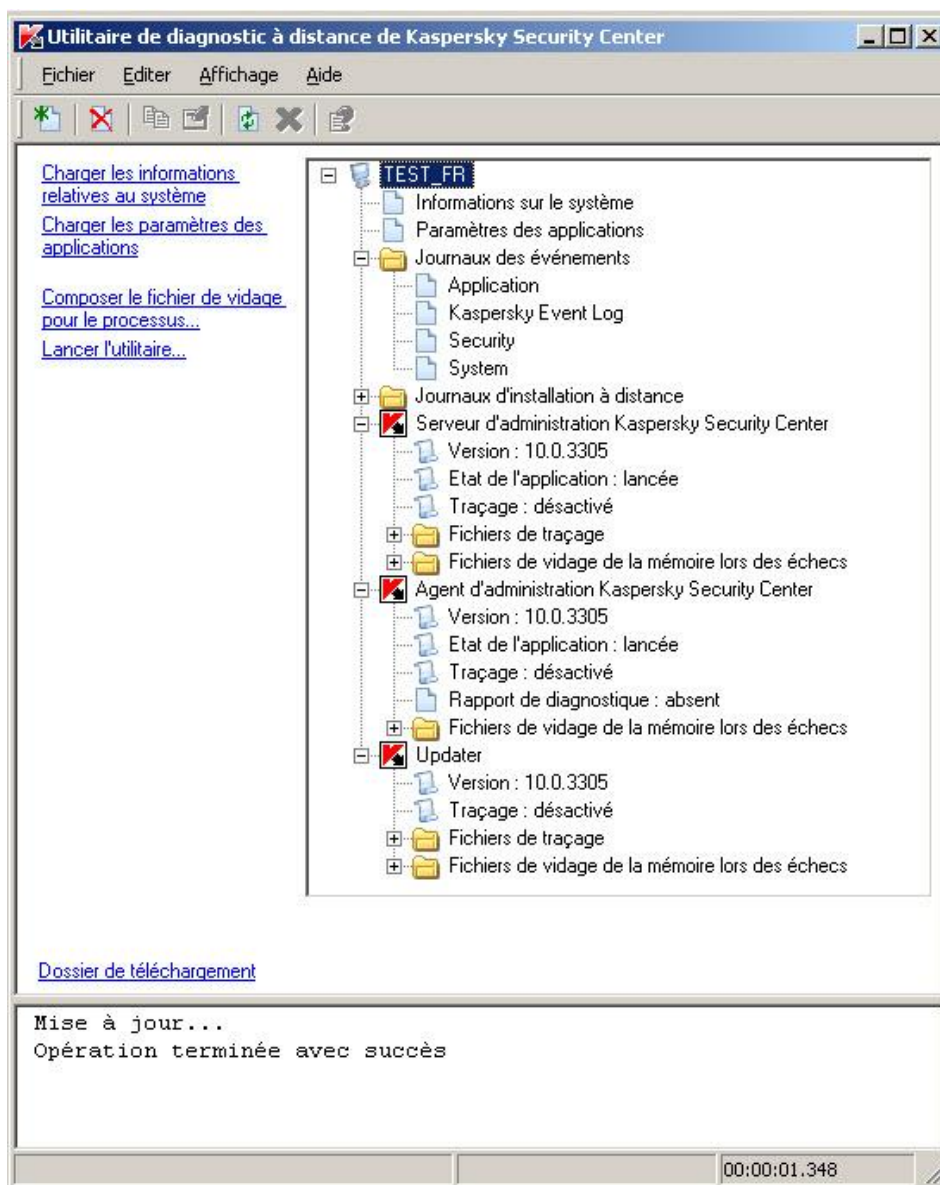 Utilitaire de diagnostic à distance de Kaspersky Security Center
Fichier Editer Affichage Aide
Charger les informations
relatives au système
Charger les paramètres des
applications
Composer le fichier de vidage
pour le processus...
Lancer l'utilitaire...
Dossier de téléchargement
TEST_FR
Informations sur le système
Paramètres des applications
Journaux des événements
Application
Kaspersky Event Log
Security
System
Journaux d'installation à distance
Serveur d'administration Kaspersky Security Center
Version : 10.0.3305
Etat de l'application : lancée
Traçage : désactivé
Fichiers de traçage
Fichiers de vidage de la mémoire lors des échecs
Agent d'administration Kaspersky Security Center
Version : 10.0.3305
Etat de l'application : lancée
Traçage : désactivé
Rapport de diagnostique : absent
Fichiers de vidage de la mémoire lors des échecs
Updater
Version : 10.0.3305
Traçage : désactivé
Fichiers de traçage
Fichiers de vidage de la mémoire lors des échecs
Mise à jour...
Opération terminée avec succès
00:00:01.348